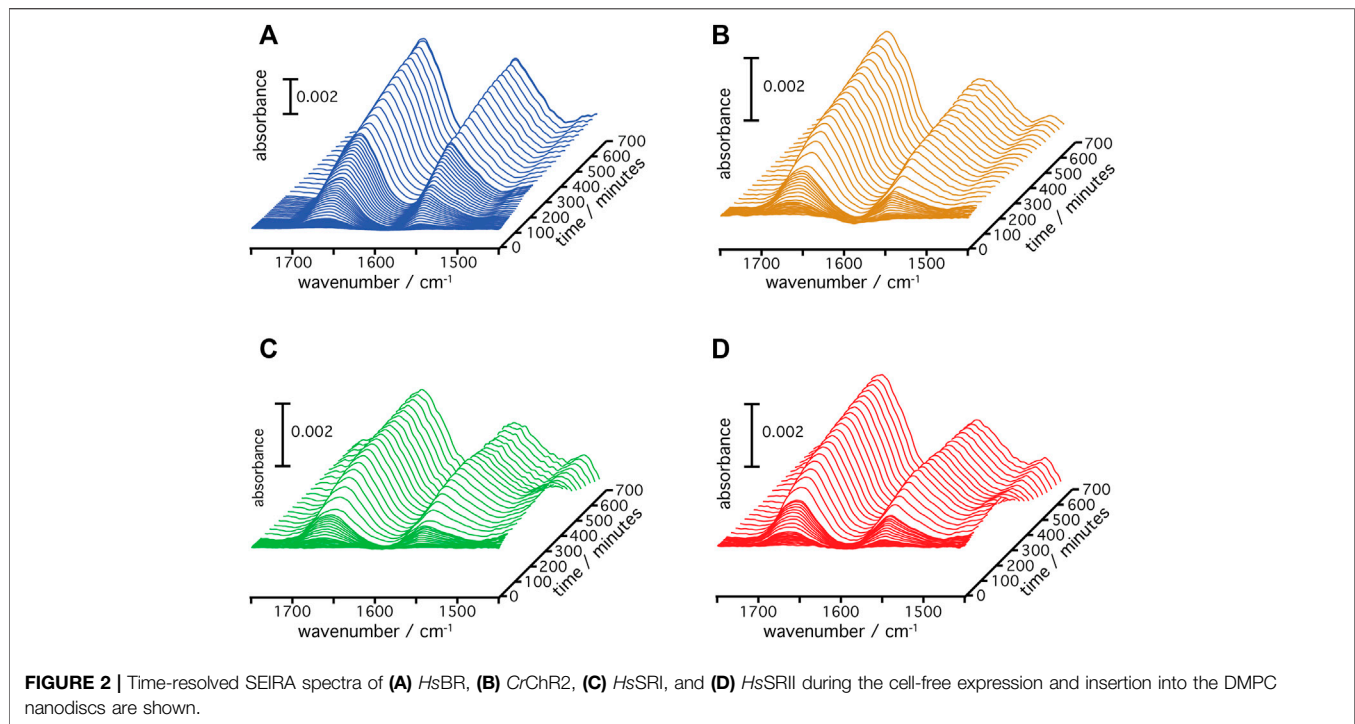 A
absorbance
0.002
700
600
500
400
300
200
100
0
time / minutes
1700
1600
1500
wavenumber / cm-1
B
absorbance
0.002
700
600
500
400
300
200
100
0
time / minutes
1700
1600
1500
wavenumber / cm-1
C
absorbance
0.002
700
600
500
400
300
200
100
0
time / minutes
1700
1600
1500
wavenumber / cm-1
D
absorbance
0.002
700
600
500
400
300
200
100
0
time / minutes
1700
1600
1500
wavenumber / cm-1
FIGURE 2 | Time-resolved SEIRA spectra of (A) HsBR, (B) CrChR2, (C) HsSRI, and (D) HsSRII during the cell-free expression and insertion into the DMPC
nanodiscs are shown.